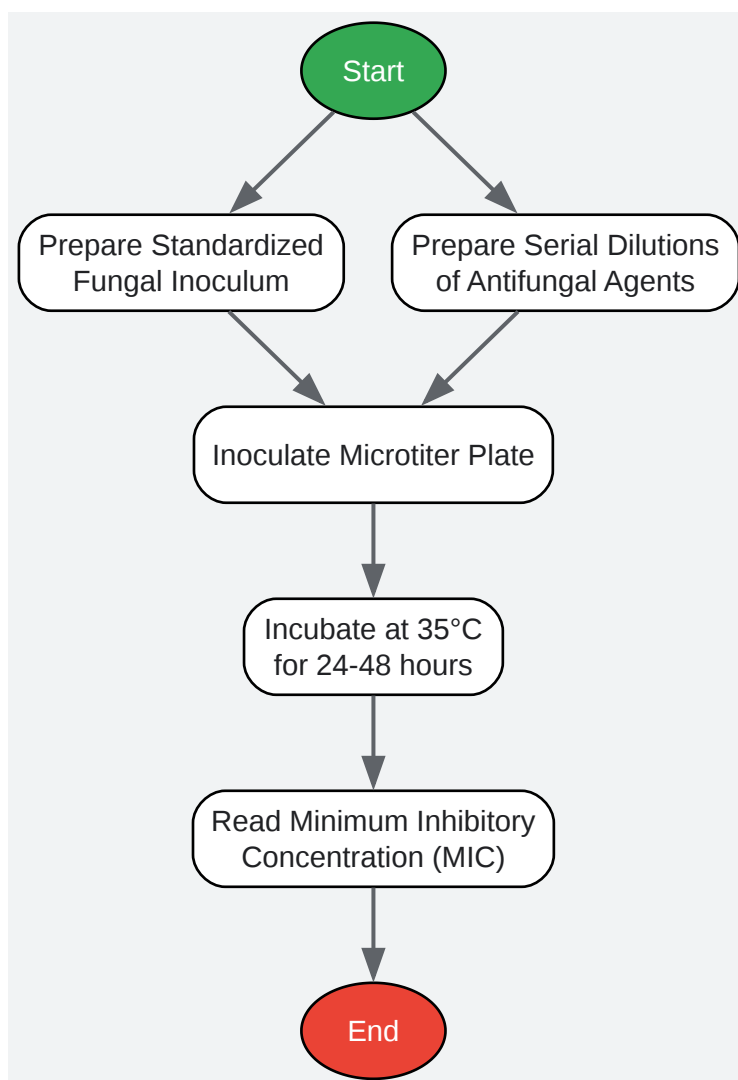 Start
Prepare Standardized
Fungal Inoculum
Prepare Serial Dilutions
of Antifungal Agents
Inoculate Microtiter Plate
Incubate at 35°C
for 24-48 hours
Read Minimum Inhibitory
Concentration (MIC)
End